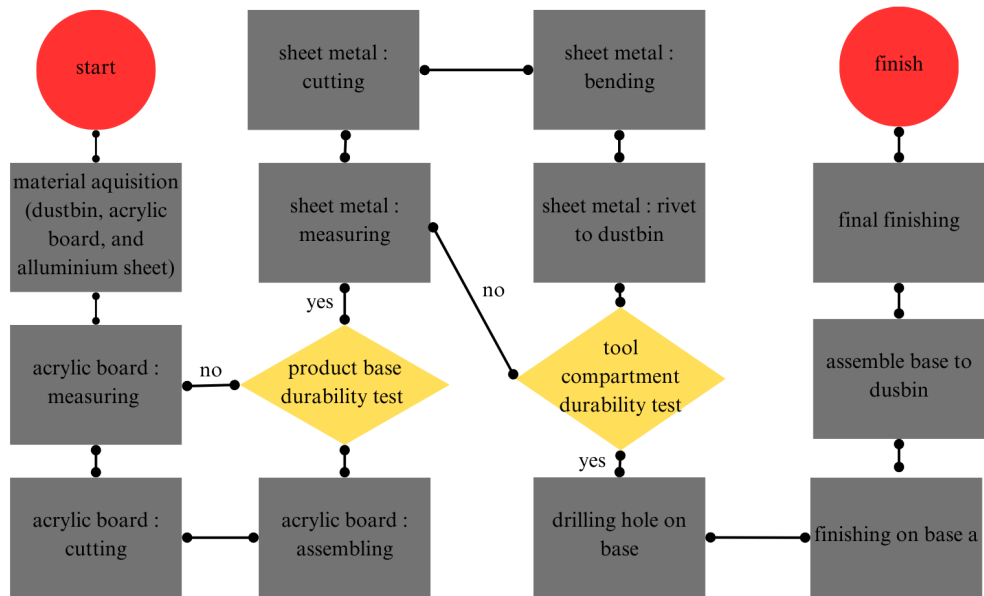 start
material aquisition
(dustbin, acrylic
board, and
alluminium sheet)
acrylic board :
measuring
acrylic board :
cutting
acrylic board :
assembling
product base
durability test
no
yes
sheet metal :
measuring
sheet metal :
cutting
sheet metal :
bending
sheet metal : rivet
to dustbin
tool
compartment
durability test
no
yes
drilling hole on
base
finishing on base a
assemble base to
dusbin
final finishing
finish